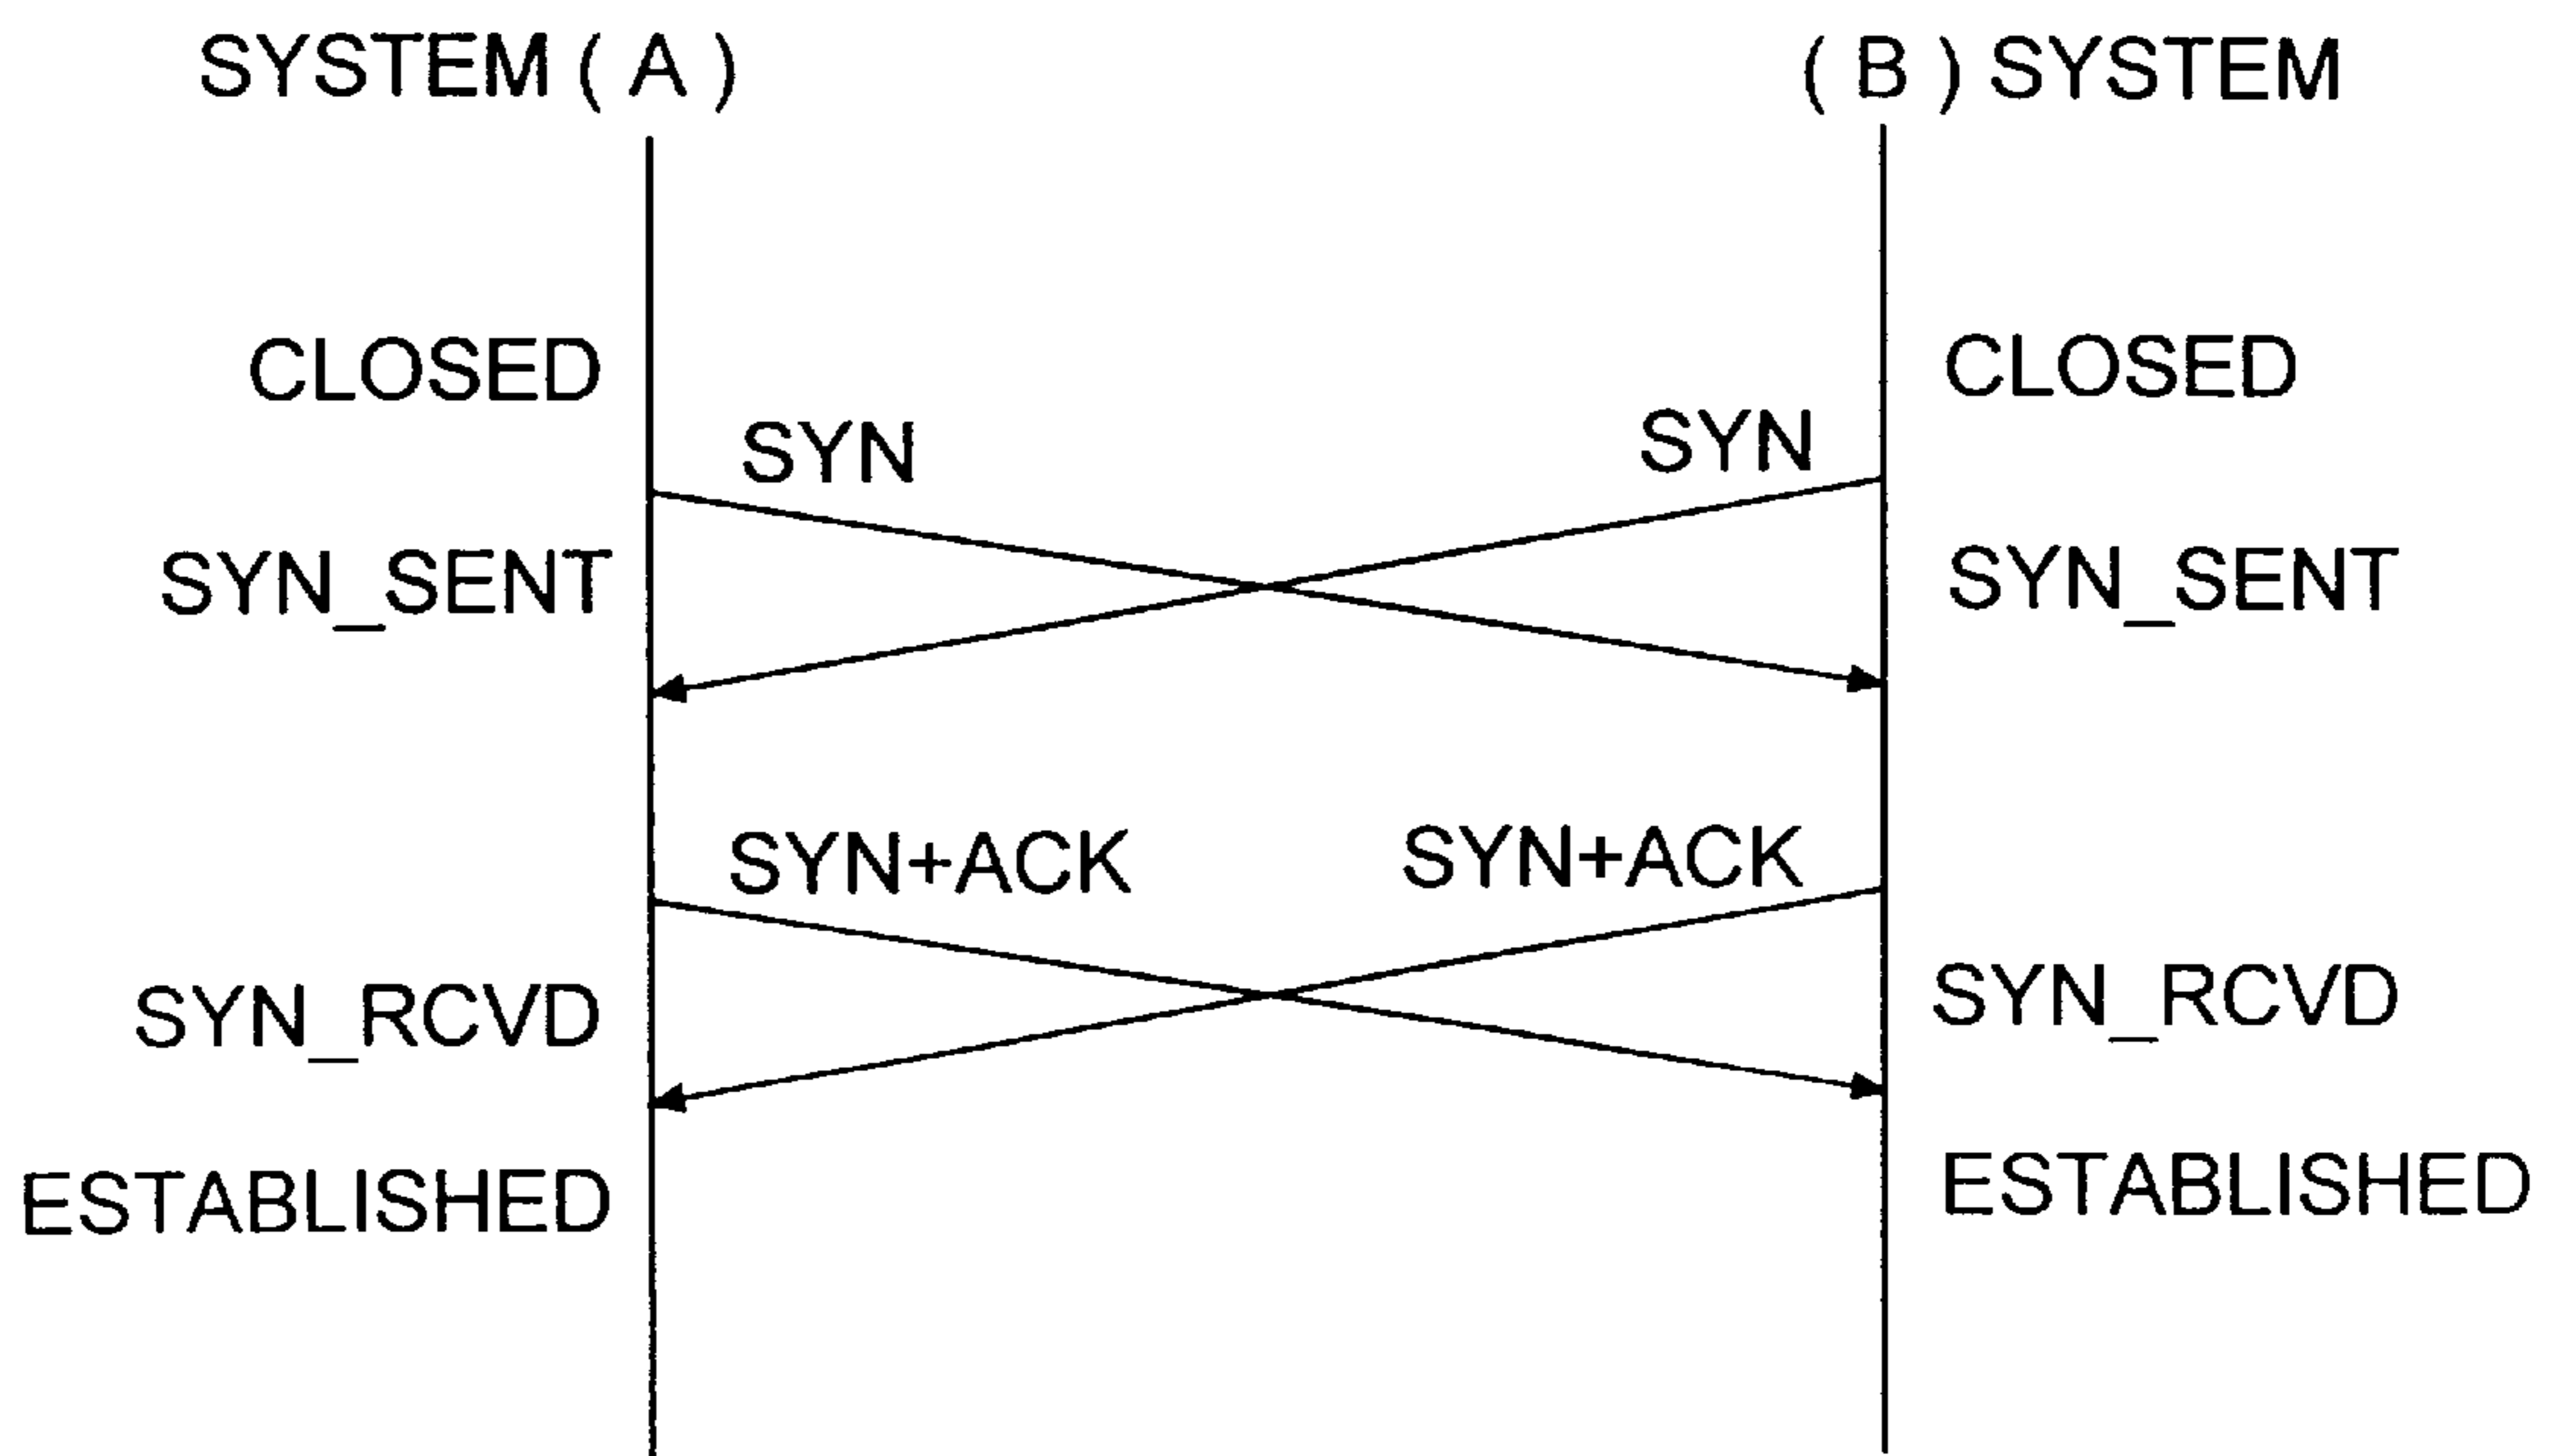 SYSTEM ( A )
( B ) SYSTEM
CLOSED
CLOSED
SYN
SYN
SYN_SENT
SYN_SENT
SYN+ACK
SYN+ACK
SYN_RCVD
SYN_RCVD
ESTABLISHED
ESTABLISHED